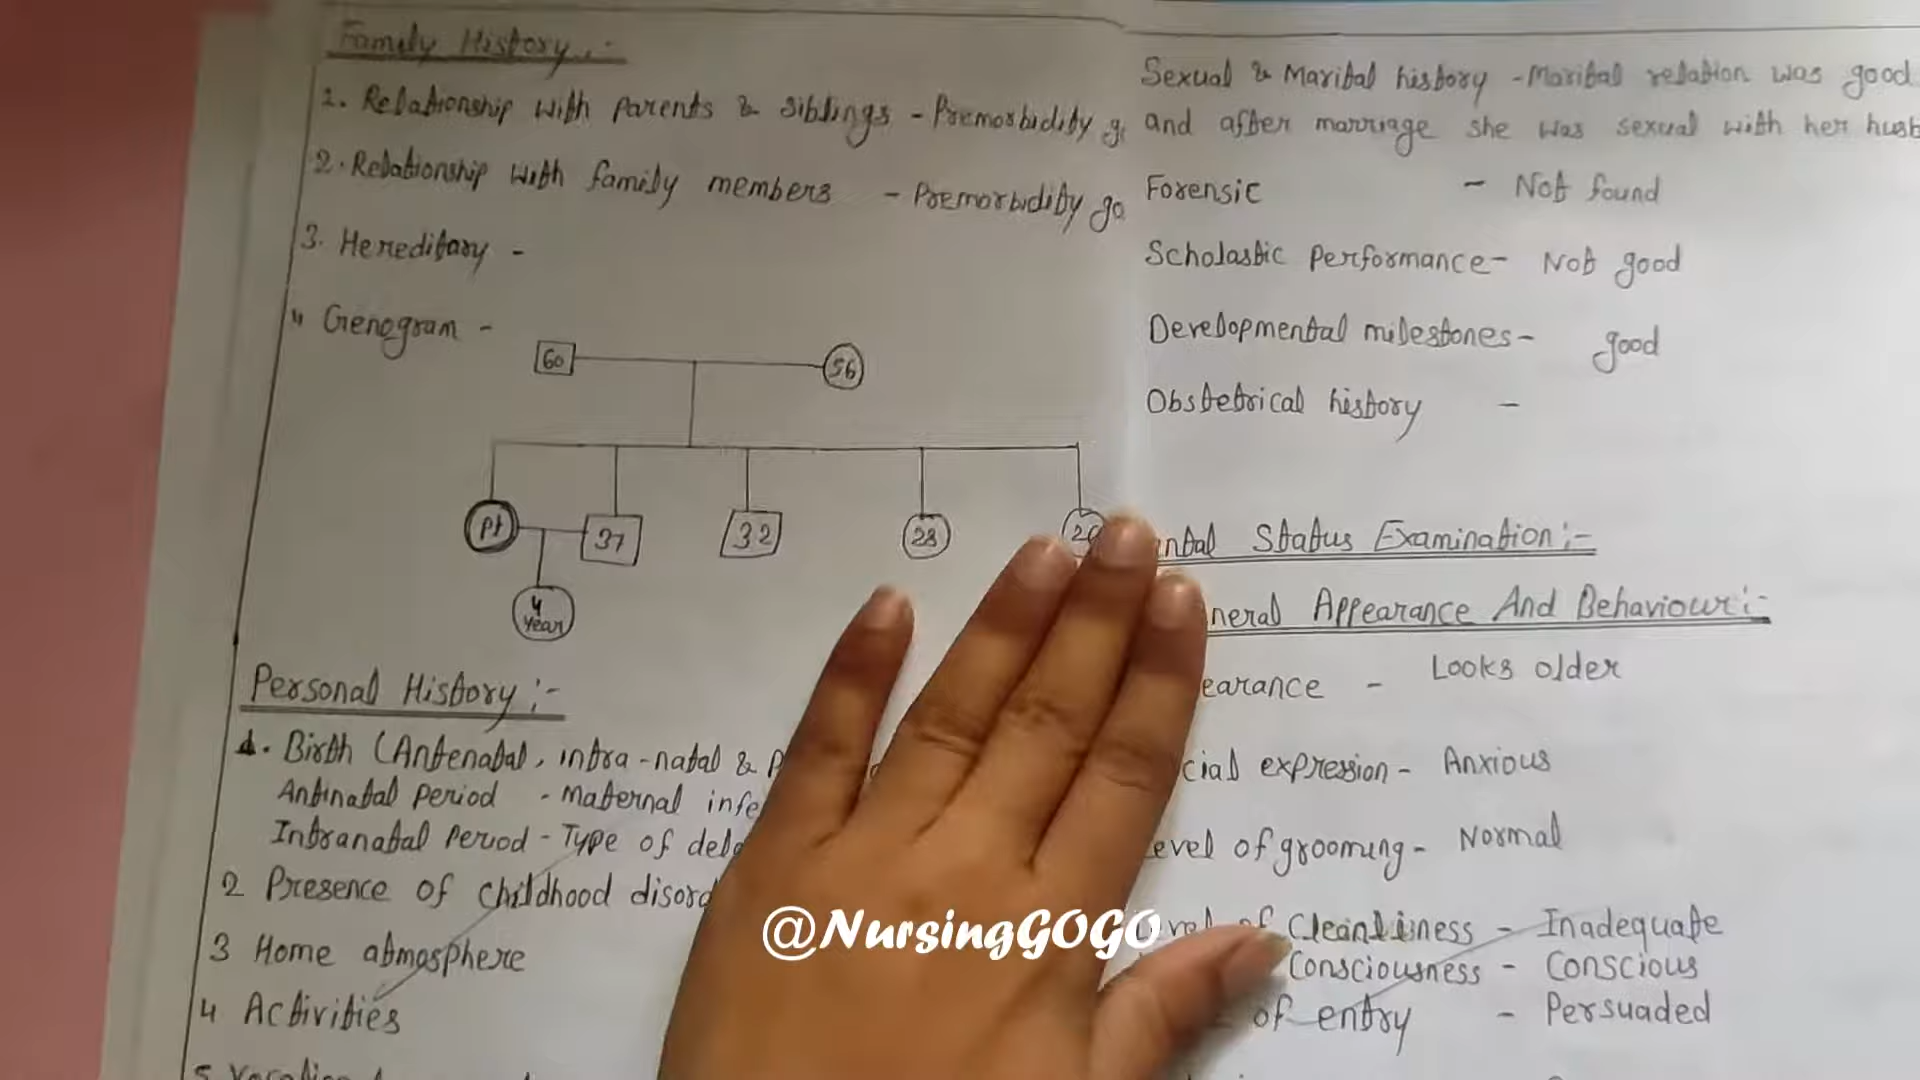 Family History :-
1. Relationship with parents & siblings - Premorbidity
2. Relationship with family members - Premorbidity
3. Hereditary -
4 Genogram -
60
56
Pt
37
32
28
4 Year
Personal History :-
1. Birth (Antenatal, intra-natal &
Antinatal period - Maternal
Intranatal Period - Type of
2 Presence of childhood
3 Home atmosphere
4 Activities
Sexual & Marital history - Marital relation was good
and after marriage she was sexual with her
Forensic - Not found
Scholastic Performance - Not good
Developmental milestones - good
Obstetrical history -
Status Examination :-
Appearance And Behaviour :-
- Looks older
expression - Anxious
of grooming - Normal
of Cleanliness - Inadequate
Consciousness - Conscious
of entry - Persuaded
@NursingGOGO